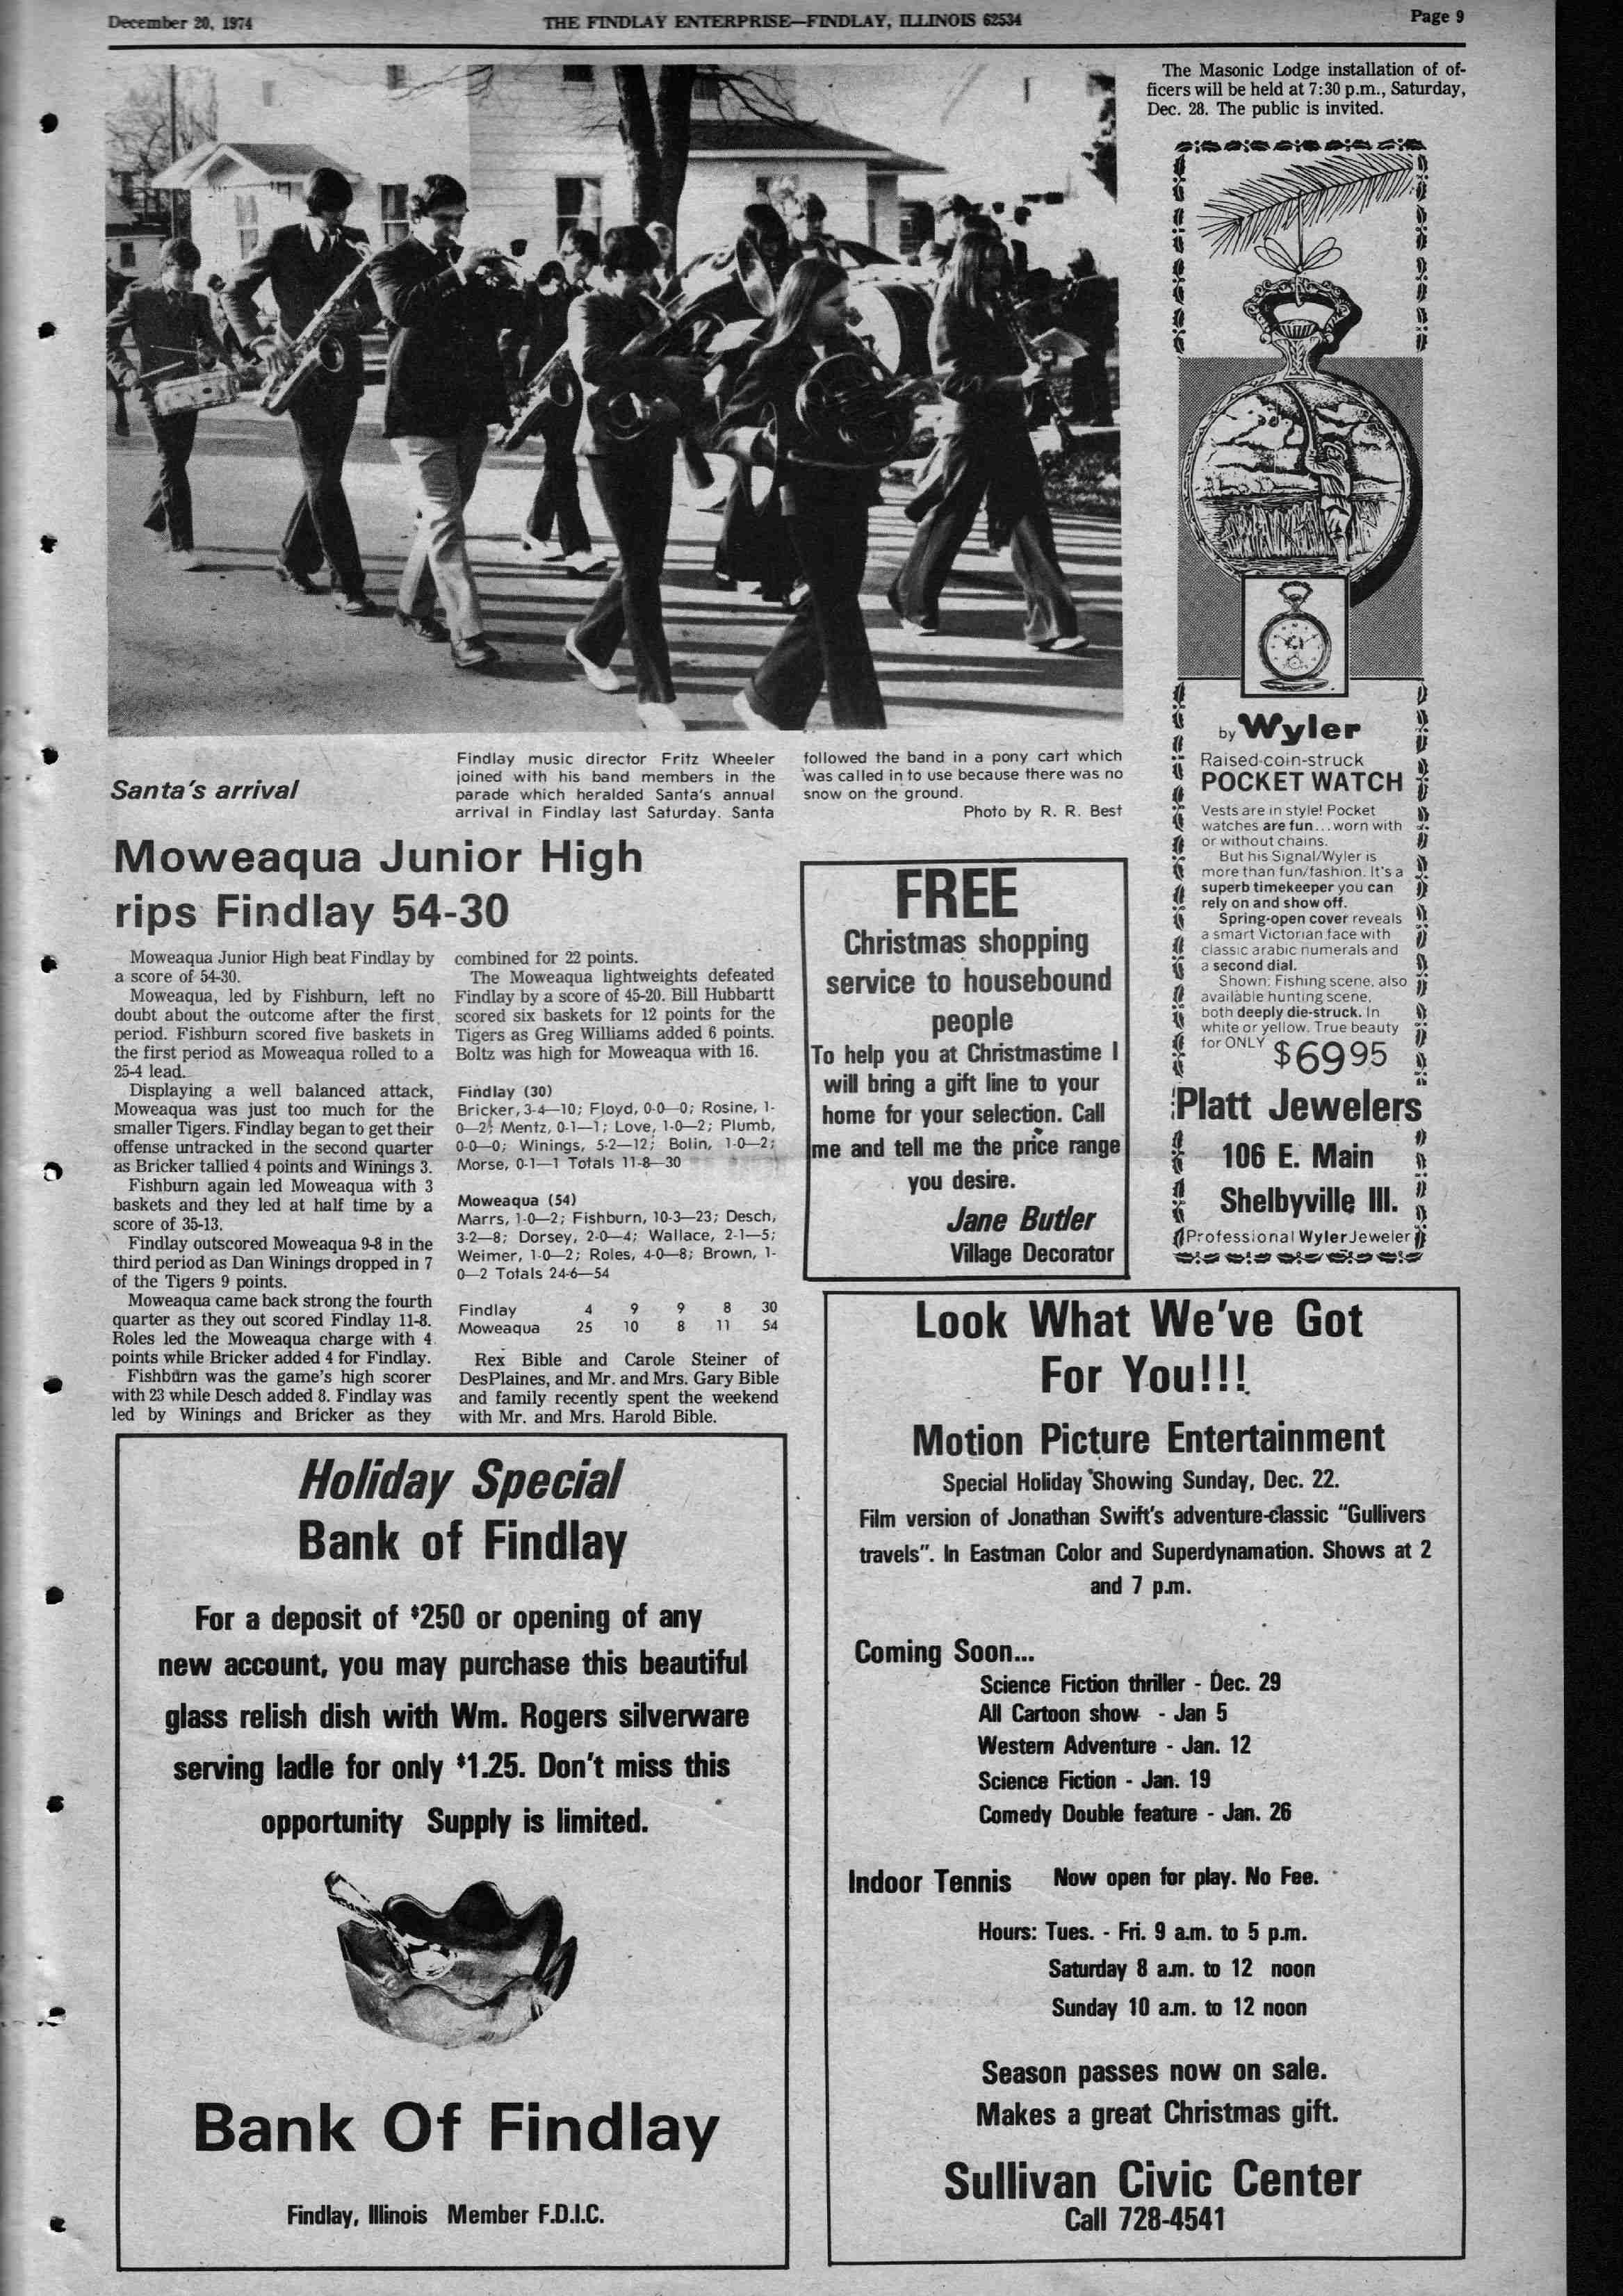 December 20, 1974
THE FINDLAY ENTERPRISE—FINDLAY, ILLINOIS 62534
Page 9
Santa's arrival
Findlay music director Fritz Wheeler
joined with his band members in the
parade which heralded Santa's annual
arrival in Findlay last Saturday. Santa
followed the band in a pony cart which
was called in to use because there was no
snow on the ground.
Photo by R. R. Best
Moweaqua Junior High
rips Findlay 54-30
Moweaqua Junior High beat Findlay by
a score of 54-30.
Moweaqua, led by Fishburn, left no
doubt about the outcome after the first
period. Fishburn scored five baskets in
the first period as Moweaqua rolled to a
25-4 lead.
Displaying a well balanced attack,
Moweaqua was just too much for the
smaller Tigers. Findlay began to get their
offense untracked in the second quarter
as Bricker tallied 4 points and Winings 3.
Fishburn again led Moweaqua with 3
baskets and they led at half time by a
score of 35-13.
Findlay outscored Moweaqua 9-8 in the
third period as Dan Winings dropped in 7
of the Tigers 9 points.
Moweaqua came back strong the fourth
quarter as they out scored Findlay 11-8.
Roles led the Moweaqua charge with 4
points while Bricker added 4 for Findlay.
Fishburn was the game's high scorer
with 23 while Desch added 8. Findlay was
led by Winings and Bricker as they
combined for 22 points.
The Moweaqua lightweights defeated
Findlay by a score of 45-20. Bill Hubbartt
scored six baskets for 12 points for the
Tigers as Greg Williams added 6 points.
Boltz was high for Moweaqua with 16.
Findlay (30)
Bricker, 3-4—10; Floyd, 0-0—0; Rosine, 1-
0—2; Mentz, 0-1—1; Love, 1-0—2; Plumb,
0-0—0; Winings, 5-2—12; Bolin, 1-0—2;
Morse, 0-1—1 Totals 11-8—30
Moweaqua (54)
Marrs, 1-0—2; Fishburn, 10-3—23; Desch,
3-2—8; Dorsey, 2-0—4; Wallace, 2-1—5;
Weimer, 1-0—2; Roles, 4-0—8; Brown, 1-
0—2 Totals 24-6—54
Findlay 4 9 9 8 30
Moweaqua 25 10 8 11 54
Rex Bible and Carole Steiner of
DesPlaines, and Mr. and Mrs. Gary Bible
and family recently spent the weekend
with Mr. and Mrs. Harold Bible.
FREE
Christmas shopping
service to housebound
people
To help you at Christmastime I
will bring a gift line to your
home for your selection. Call
me and tell me the price range
you desire.
Jane Butler
Village Decorator
The Masonic Lodge installation of of-
ficers will be held at 7:30 p.m., Saturday,
Dec. 28. The public is invited.
by Wyler
Raised-coin-struck
POCKET WATCH
Vests are in style! Pocket
watches are fun...worn with
or without chains.
But his Signal/Wyler is
more than fun/fashion. It's a
superb timekeeper you can
rely on and show off.
Spring-open cover reveals
a smart Victorian face with
classic arabic numerals and
a second dial.
Shown: Fishing scene, also
available hunting scene,
both deeply die-struck. In
white or yellow. True beauty
for ONLY $69.95
Platt Jewelers
106 E. Main
Shelbyville Ill.
Professional Wyler Jeweler
Holiday Special
Bank of Findlay
For a deposit of $250 or opening of any
new account, you may purchase this beautiful
glass relish dish with Wm. Rogers silverware
serving ladle for only $1.25. Don't miss this
opportunity Supply is limited.
Bank Of Findlay
Findlay, Illinois Member F.D.I.C.
Look What We've Got
For You!!!
Motion Picture Entertainment
Special Holiday Showing Sunday, Dec. 22.
Film version of Jonathan Swift's adventure-classic "Gullivers
travels". In Eastman Color and Superdynamation. Shows at 2
and 7 p.m.
Coming Soon...
Science Fiction thriller - Dec. 29
All Cartoon show - Jan 5
Western Adventure - Jan. 12
Science Fiction - Jan. 19
Comedy Double feature - Jan. 26
Indoor Tennis Now open for play. No Fee.
Hours: Tues. - Fri. 9 a.m. to 5 p.m.
Saturday 8 a.m. to 12 noon
Sunday 10 a.m. to 12 noon
Season passes now on sale.
Makes a great Christmas gift.
Sullivan Civic Center
Call 728-4541